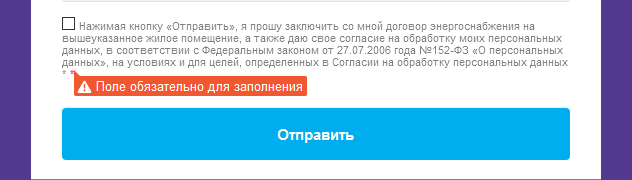 Нажимая кнопку «Отправить», я прошу заключить со мной договор энергоснабжения на
вышеуказанное жилое помещение, а также даю свое согласие на обработку моих персональных
данных, в соответствии с Федеральным законом от 27.07.2006 года №152-ФЗ «О персональных
данных», на условиях и для целей, определенных в Согласии на обработку персональных данных
* *
Поле обязательно для заполнения
Отправить